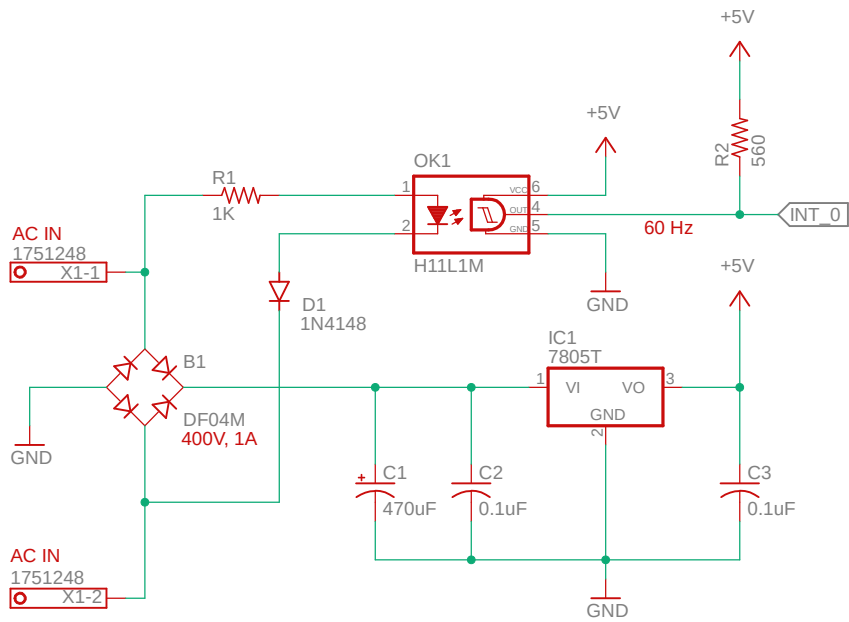 +5V
+5V
R2
560
OK1
R1
1K
1
2
VCC
6
OUT
4
GND
5
60 Hz
INT_0
H11L1M
AC IN
1751248
X1-1
GND
+5V
D1
1N4148
IC1
7805T
B1
1
VI
VO
3
GND
2
DF04M
400V, 1A
GND
+
C1
470uF
C2
0.1uF
C3
0.1uF
AC IN
1751248
X1-2
GND